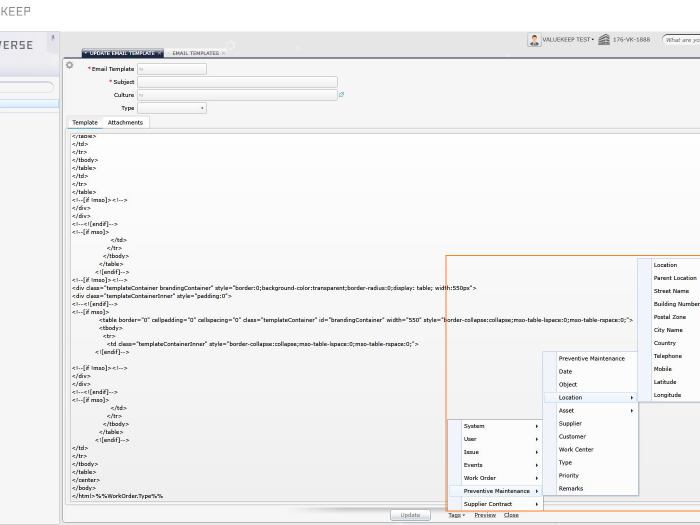 KEEP
VERSE
VALUEKEEP TEST
176-VK-1888
What are yo
* UPDATE EMAIL TEMPLATE ×
EMAIL TEMPLATES ×
* Email Template
* Subject
Culture
Type
Template
Attachments
</table>
</td>
</tr>
</tbody>
</table>
</td>
</tr>
</table>
<!--[if !mso]><!-->
</div>
</div>
<!--<![endif]-->
<!--[if mso]>
</td>
</tr>
</tbody>
</table>
<![endif]-->
<!--[if !mso]><!-->
<div class="templateContainer brandingContainer" style="border:0;background-color:transparent;border-radius:0;display: table; width:550px">
<div class="templateContainerInner" style="padding:0">
<!--<![endif]-->
<!--[if mso]>
<table border="0" cellpadding="0" cellspacing="0" class="templateContainer" id="brandingContainer" width="550" style="border-collapse:collapse;mso-table-lspace:0;mso-table-rspace:0;">
<tbody>
<tr>
<td class="templateContainerInner" style="border-collapse:collapse;mso-table-lspace:0;mso-table-rspace:0;">
<![endif]-->
<!--[if !mso]><!-->
</div>
</div>
<!--<![endif]-->
<!--[if mso]>
</td>
</tr>
</tbody>
</table>
<![endif]-->
</td>
</tr>
</tbody>
</table>
</center>
</body>
</html>%%WorkOrder.Type%%
System
User
Issue
Events
Work Order
Preventive Maintenance
Supplier Contract
Preventive Maintenance
Date
Object
Location
Asset
Supplier
Customer
Work Center
Type
Priority
Remarks
Location
Parent Location
Street Name
Building Number
Postal Zone
City Name
Country
Telephone
Mobile
Latitude
Longitude
Update
Tags
Preview
Close